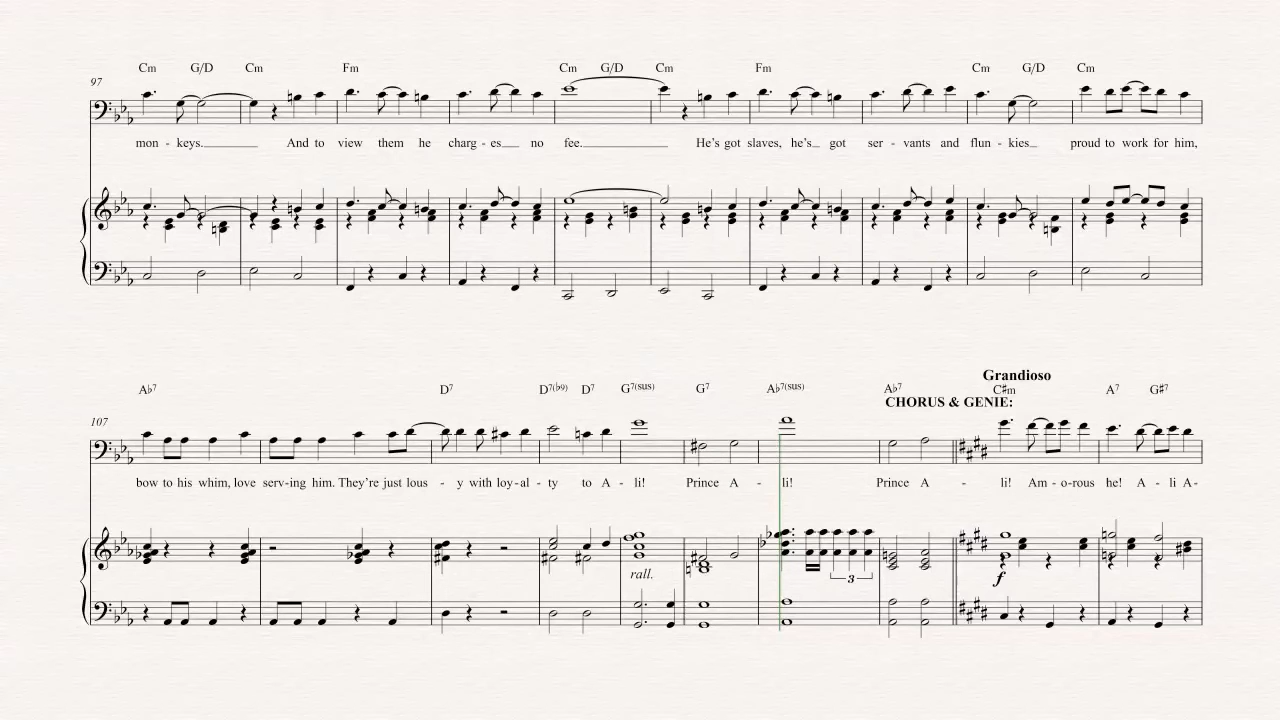 Cm G/D Cm Fm Cm G/D Cm Fm Cm G/D Cm
97
mon - keys. And to view them he charg - es no fee. He's got slaves, he's got ser - vants and flun - kies proud to work for him,
Grandioso
A♭7 D7 D7(♭9) D7 G7(sus) G7 A♭7(sus) A♭7 C♯m A7 G♯7
CHORUS & GENIE:
107
bow to his whim, love serv-ing him. They're just lous - y with loy-al - ty to A - li! Prince A - li! Prince A - li! Am - o-rous he! A - li A-
rall.
f
3